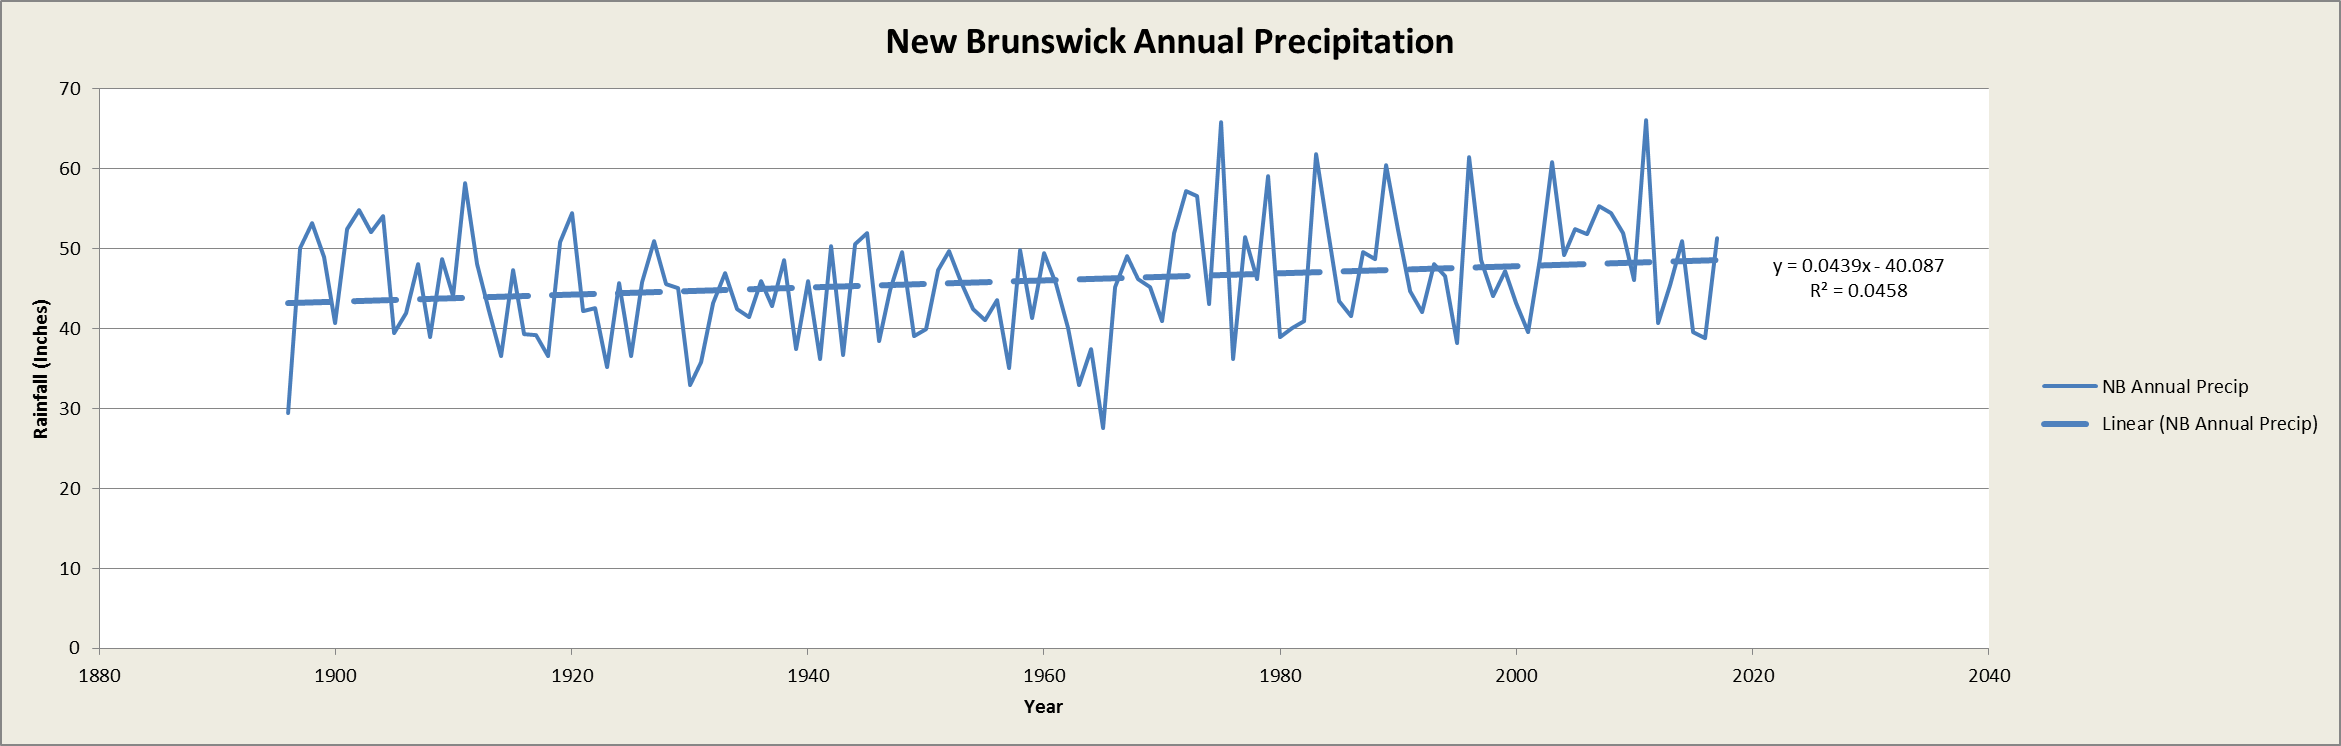 New Brunswick Annual Precipitation
70
60
50
40
30
20
10
0
Rainfall (Inches)
1880 1900 1920 1940 1960 1980 2000 2020 2040
Year
y = 0.0439x - 40.087
R² = 0.0458
NB Annual Precip
Linear (NB Annual Precip)